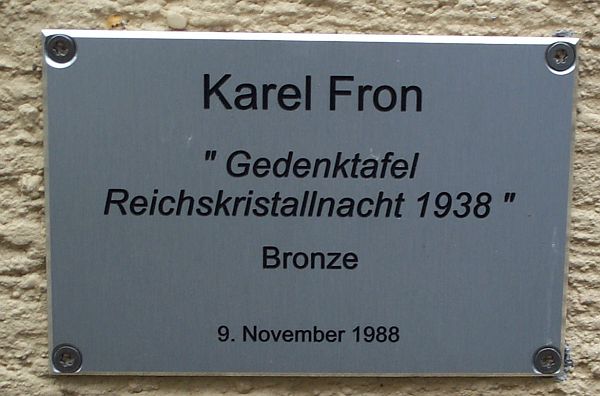 Karel Fron
" Gedenktafel
Reichskristallnacht 1938 "
Bronze
9. November 1988